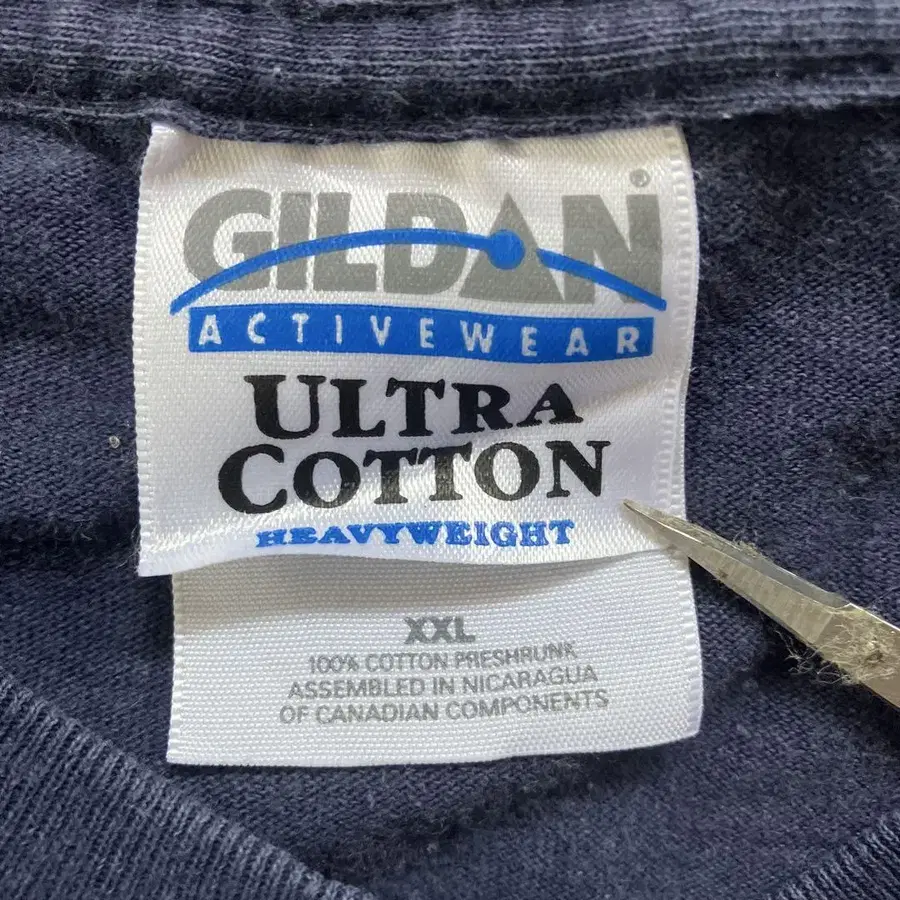 GILDAN®
ACTIVEWEAR
ULTRA
COTTON
HEAVYWEIGHT
XXL
100% COTTON PRESHRUNK
ASSEMBLED IN NICARAGUA
OF CANADIAN COMPONENTS